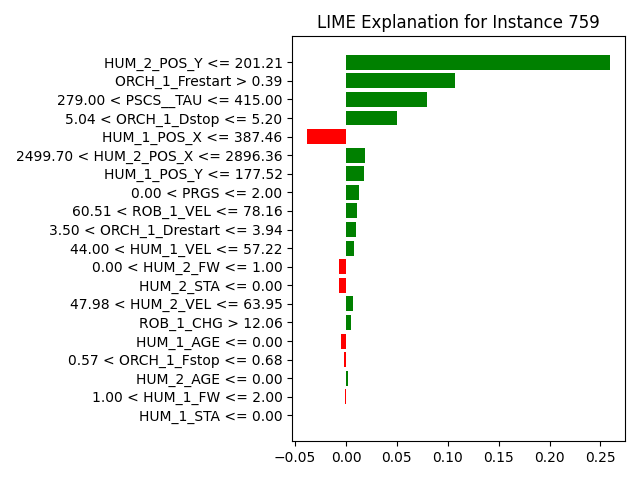 LIME Explanation for Instance 759
HUM_2_POS_Y <= 201.21
ORCH_1_Frestart > 0.39
279.00 < PSCS__TAU <= 415.00
5.04 < ORCH_1_Dstop <= 5.20
HUM_1_POS_X <= 387.46
2499.70 < HUM_2_POS_X <= 2896.36
HUM_1_POS_Y <= 177.52
0.00 < PRGS <= 2.00
60.51 < ROB_1_VEL <= 78.16
3.50 < ORCH_1_Drestart <= 3.94
44.00 < HUM_1_VEL <= 57.22
0.00 < HUM_2_FW <= 1.00
HUM_2_STA <= 0.00
47.98 < HUM_2_VEL <= 63.95
ROB_1_CHG > 12.06
HUM_1_AGE <= 0.00
0.57 < ORCH_1_Fstop <= 0.68
HUM_2_AGE <= 0.00
1.00 < HUM_1_FW <= 2.00
HUM_1_STA <= 0.00
−0.05 0.00 0.05 0.10 0.15 0.20 0.25